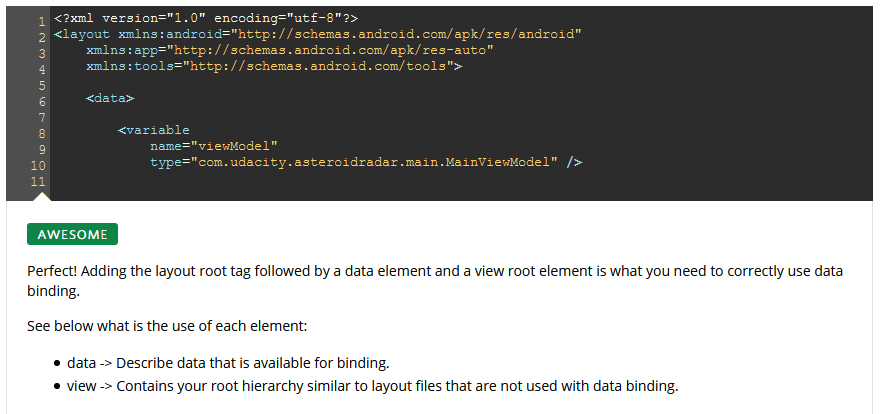 1 <?xml version="1.0" encoding="utf-8"?>
2 <layout xmlns:android="http://schemas.android.com/apk/res/android"
3     xmlns:app="http://schemas.android.com/apk/res-auto"
4     xmlns:tools="http://schemas.android.com/tools">
5
6     <data>
7
8         <variable
9             name="viewModel"
10             type="com.udacity.asteroidradar.main.MainViewModel" />
11
AWESOME
Perfect! Adding the layout root tag followed by a data element and a view root element is what you need to correctly use data
binding.
See below what is the use of each element:
• data -> Describe data that is available for binding.
• view -> Contains your root hierarchy similar to layout files that are not used with data binding.